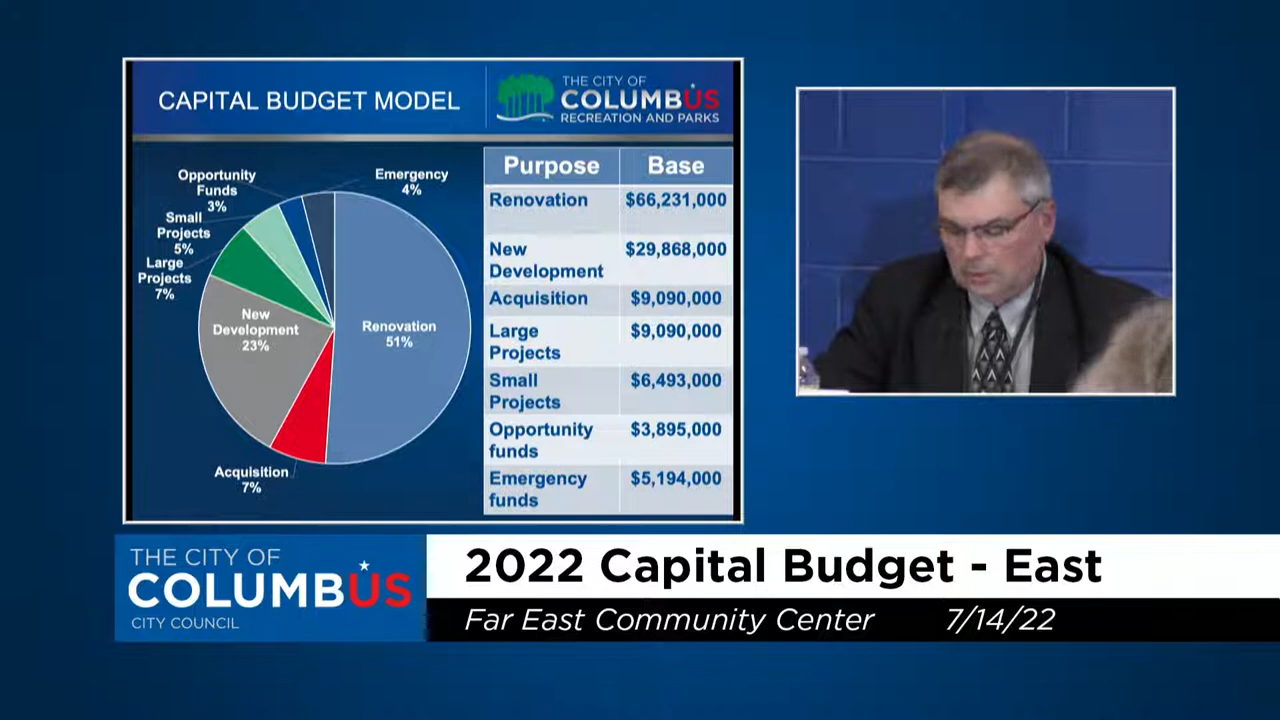 CAPITAL BUDGET MODEL
THE CITY OF
COLUMBUS
RECREATION AND PARKS
Opportunity
Funds
3%
Emergency
4%
Small
Projects
5%
Large
Projects
7%
New
Development
23%
Renovation
51%
Acquisition
7%
Purpose Base
Renovation $66,231,000
New $29,868,000
Development
Acquisition $9,090,000
Large $9,090,000
Projects
Small $6,493,000
Projects
Opportunity $3,895,000
funds
Emergency $5,194,000
funds
THE CITY OF
COLUMBUS
CITY COUNCIL
2022 Capital Budget - East
Far East Community Center 7/14/22